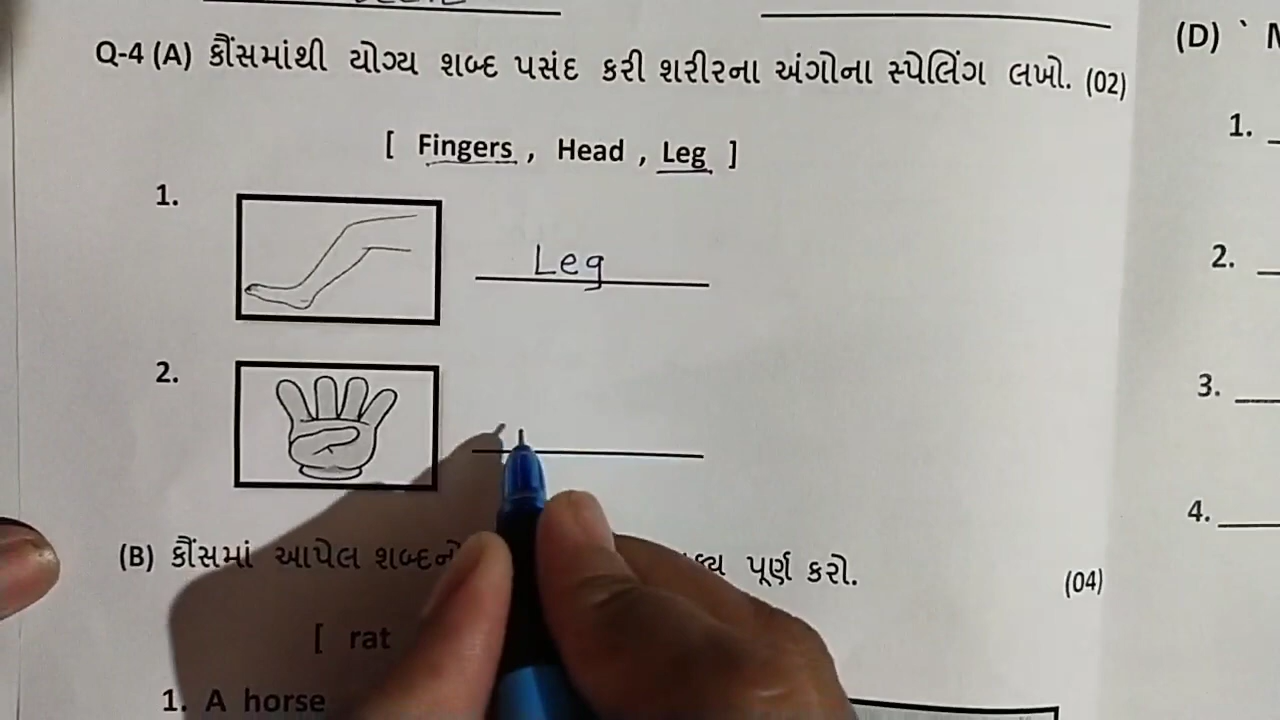 Q-4 (A) કૌંસમાંથી યોગ્ય શબ્દ પસંદ કરી શરીરના અંગોના સ્પેલિંગ લખો. (02)
[ Fingers , Head , Leg ]
1.
Leg
2.
(B) કૌંસમાં આપેલ પૂર્ણ કરો. (04)
[ rat
1. A horse
(D)
1.
2.
3.
4.